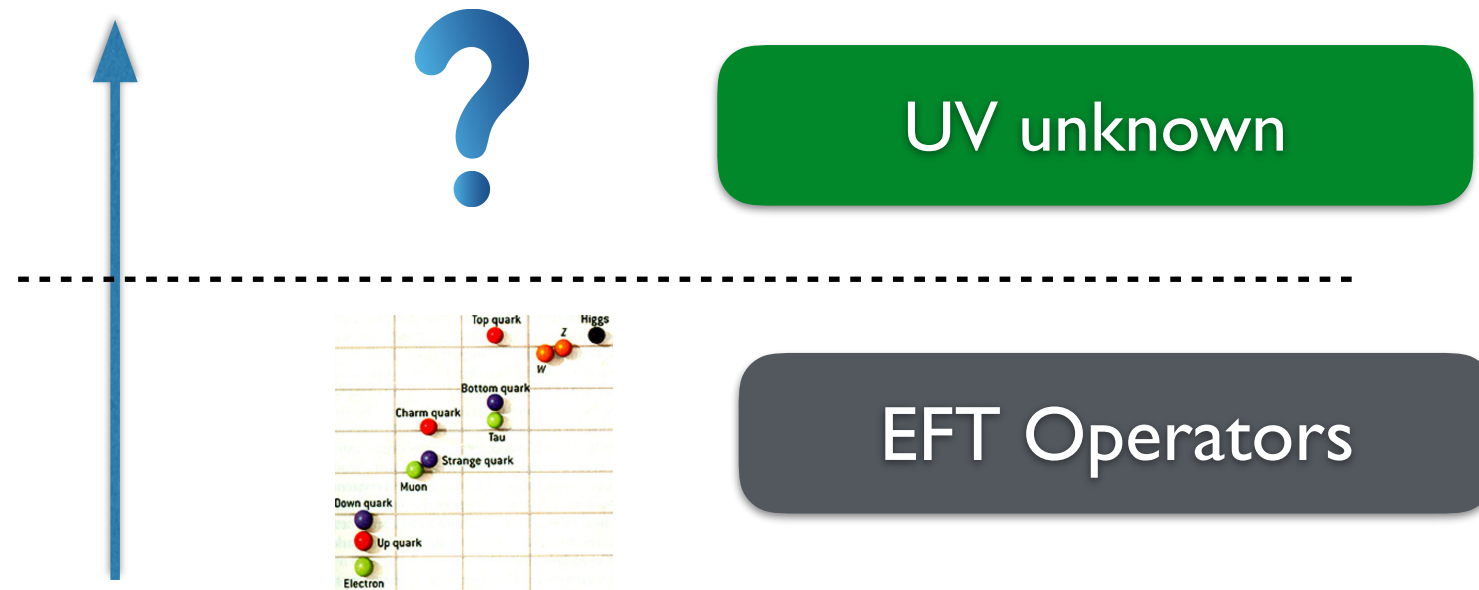 ?
UV unknown
Top quark
Higgs
Z
W
Bottom quark
Charm quark
Tau
Strange quark
Muon
Down quark
Up quark
Electron
EFT Operators